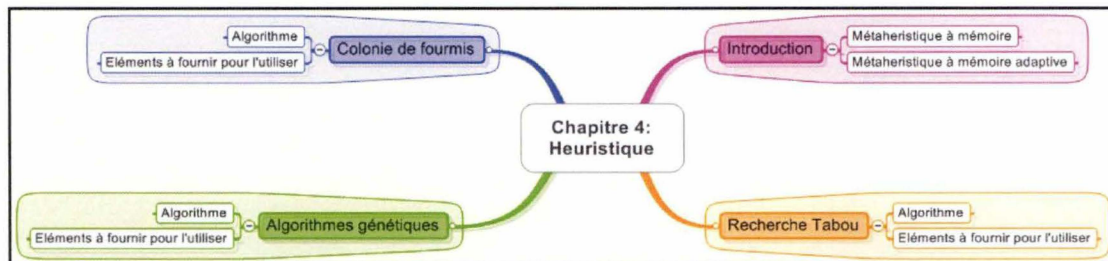 Algorithme
Eléments à fournir pour l'utiliser
Colonie de fourmis
Introduction
Métaheristique à mémoire
Métaheristique à mémoire adaptive
Chapitre 4:
Heuristique
Algorithme
Eléments à fournir pour l'utiliser
Algorithmes génétiques
Recherche Tabou
Algorithme
Eléments à fournir pour l'utiliser